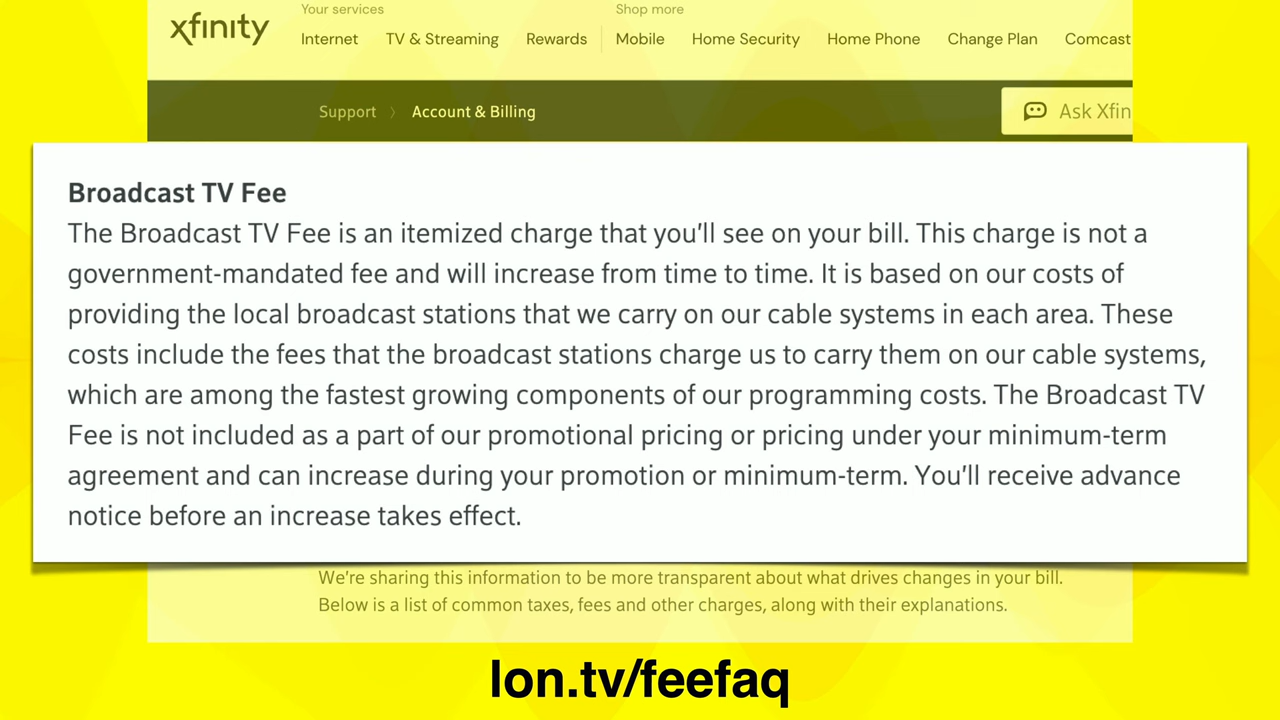 xfinity
Your services
Shop more
Internet TV & Streaming Rewards Mobile Home Security Home Phone Change Plan Comcast
Support > Account & Billing
Ask Xfin
Broadcast TV Fee
The Broadcast TV Fee is an itemized charge that you'll see on your bill. This charge is not a
government-mandated fee and will increase from time to time. It is based on our costs of
providing the local broadcast stations that we carry on our cable systems in each area. These
costs include the fees that the broadcast stations charge us to carry them on our cable systems,
which are among the fastest growing components of our programming costs. The Broadcast TV
Fee is not included as a part of our promotional pricing or pricing under your minimum-term
agreement and can increase during your promotion or minimum-term. You'll receive advance
notice before an increase takes effect.
We're sharing this information to be more transparent about what drives changes in your bill.
Below is a list of common taxes, fees and other charges, along with their explanations.
lon.tv/feefaq